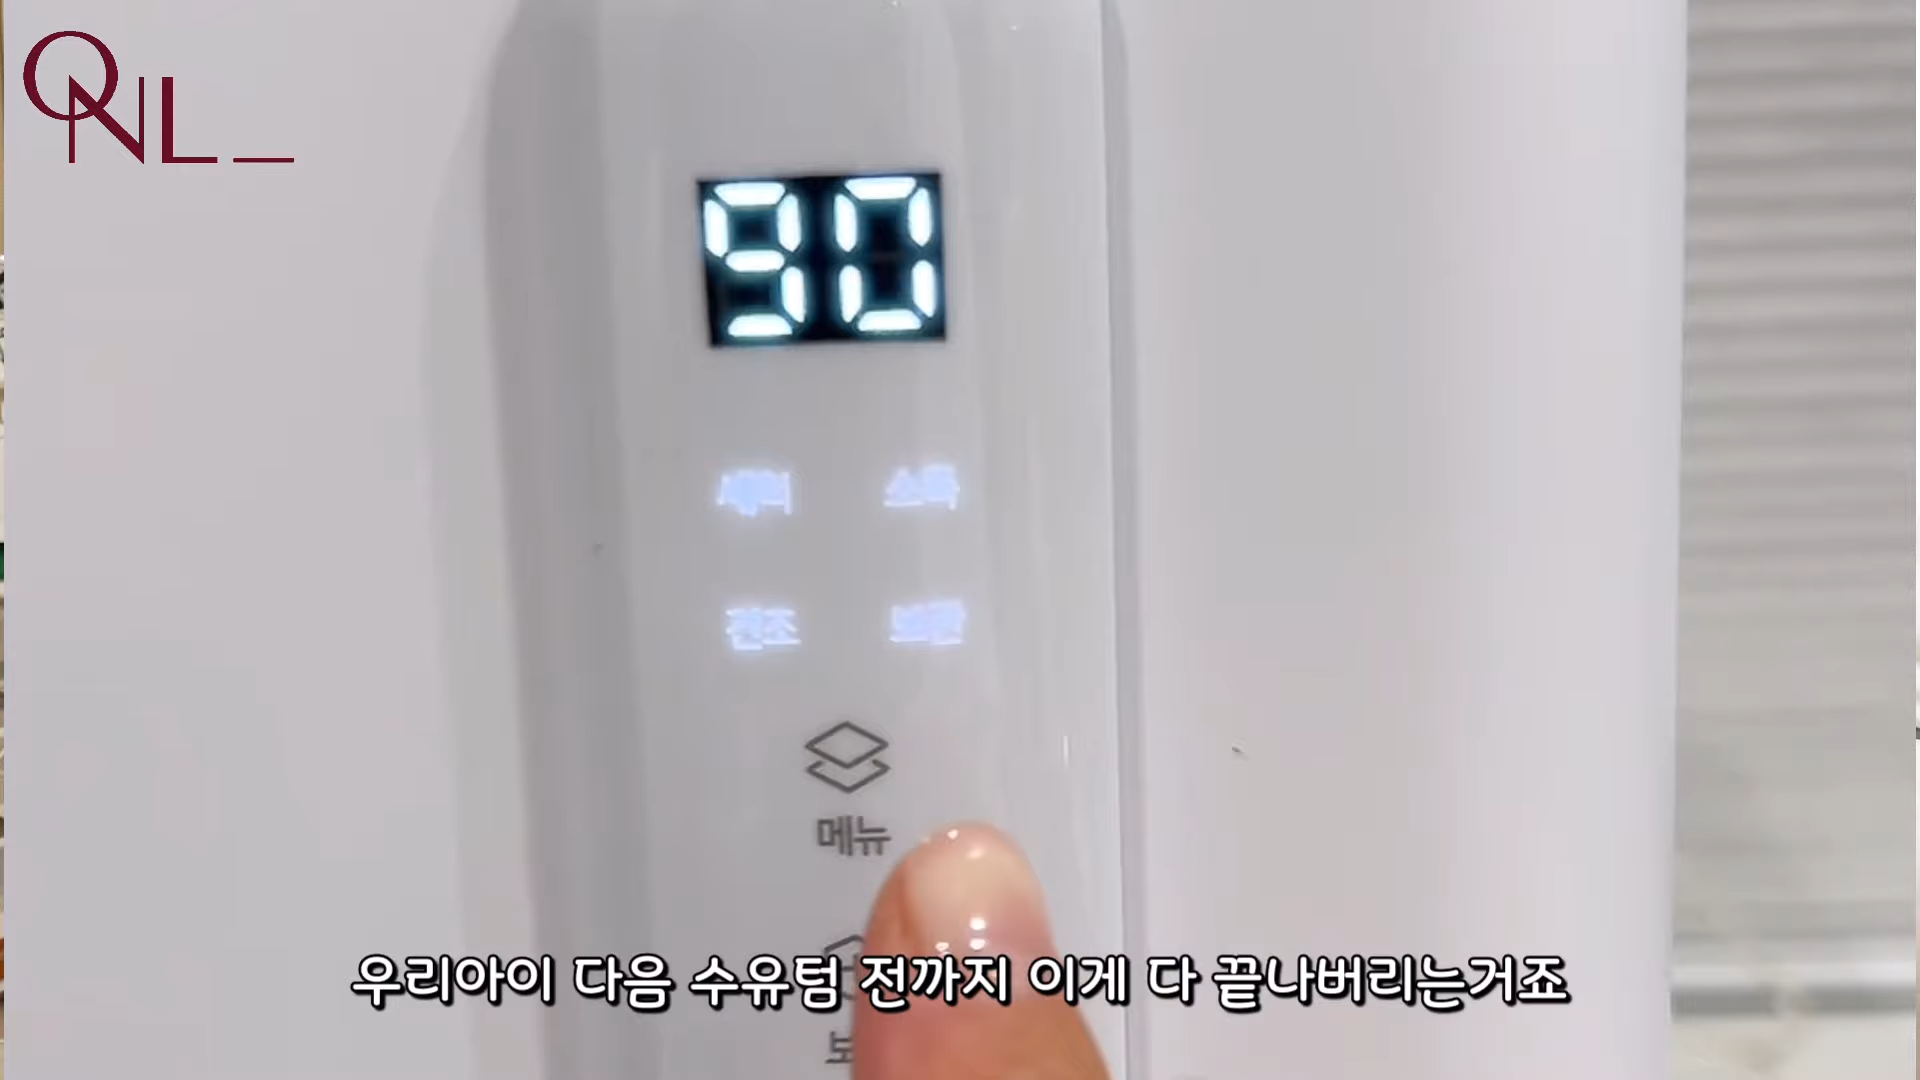 ONL_
90
세척 소독
건조 보관
메뉴
우리아이 다음 수유텀 전까지 이게 다 끝나버리는거죠